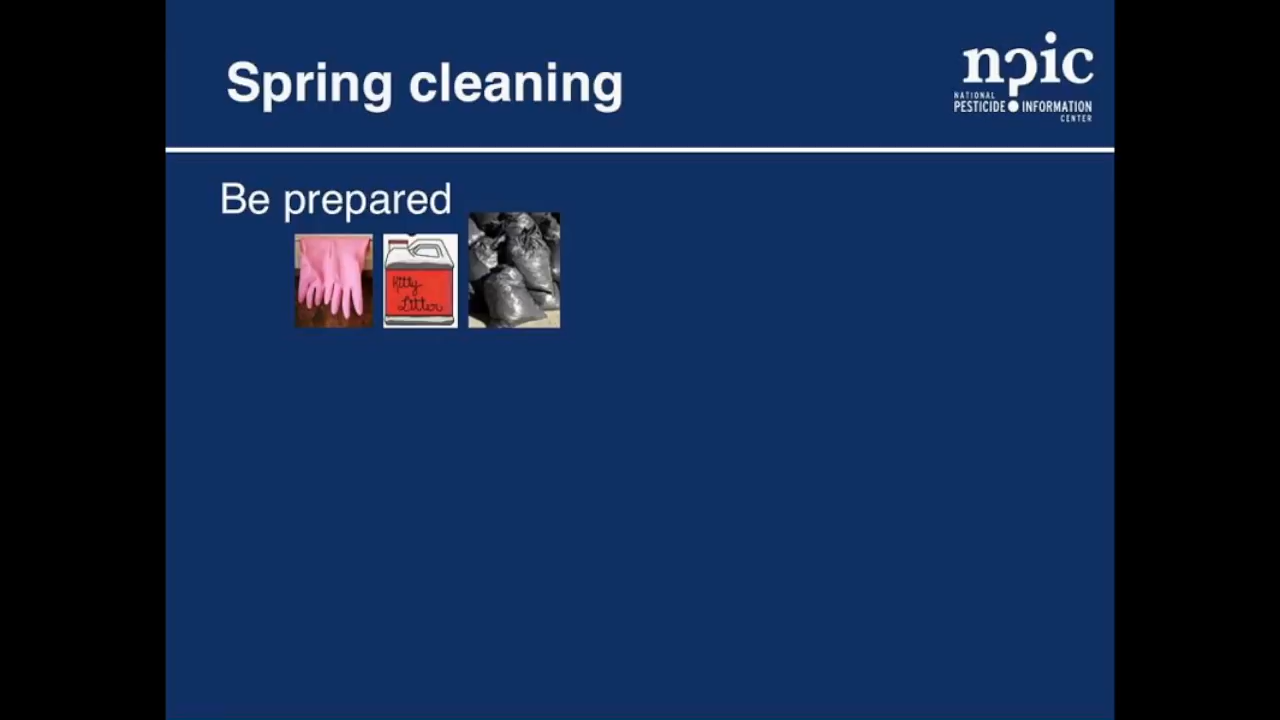 Spring cleaning
npic
NATIONAL
PESTICIDE INFORMATION
CENTER
Be prepared
Kitty
Litter